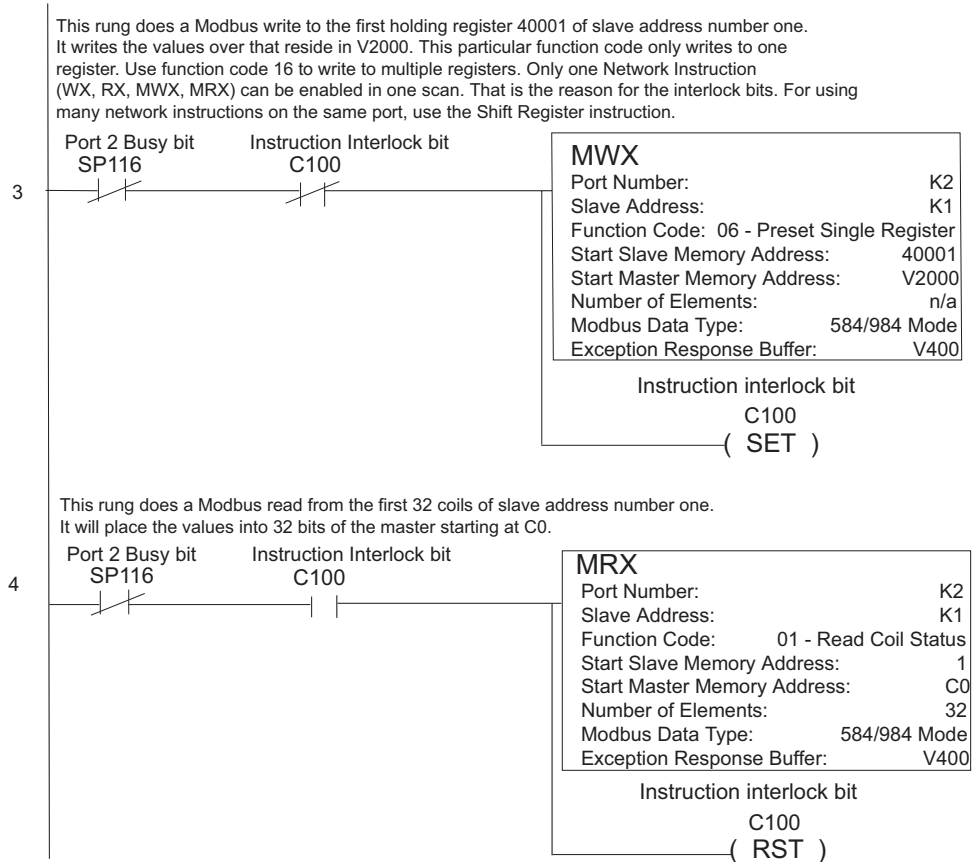 This rung does a Modbus write to the first holding register 40001 of slave address number one.
It writes the values over that reside in V2000. This particular function code only writes to one
register. Use function code 16 to write to multiple registers. Only one Network Instruction
(WX, RX, MWX, MRX) can be enabled in one scan. That is the reason for the interlock bits. For using
many network instructions on the same port, use the Shift Register instruction.
Port 2 Busy bit
SP116
Instruction Interlock bit
C100
3
MWX
Port Number: K2
Slave Address: K1
Function Code: 06 - Preset Single Register
Start Slave Memory Address: 40001
Start Master Memory Address: V2000
Number of Elements: n/a
Modbus Data Type: 584/984 Mode
Exception Response Buffer: V400
Instruction interlock bit
C100
( SET )
This rung does a Modbus read from the first 32 coils of slave address number one.
It will place the values into 32 bits of the master starting at C0.
Port 2 Busy bit
SP116
Instruction Interlock bit
C100
4
MRX
Port Number: K2
Slave Address: K1
Function Code: 01 - Read Coil Status
Start Slave Memory Address: 1
Start Master Memory Address: C0
Number of Elements: 32
Modbus Data Type: 584/984 Mode
Exception Response Buffer: V400
Instruction interlock bit
C100
( RST )